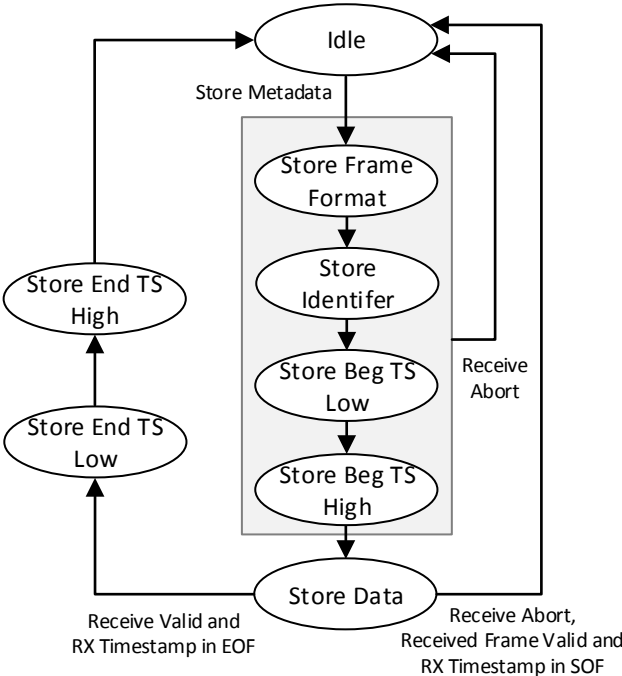 Idle
Store Metadata
Store Frame
Format
Store
Identifer
Store Beg TS
Low
Store Beg TS
High
Store Data
Store End TS
High
Store End TS
Low
Receive
Abort
Receive Valid and
RX Timestamp in EOF
Receive Abort,
Received Frame Valid and
RX Timestamp in SOF